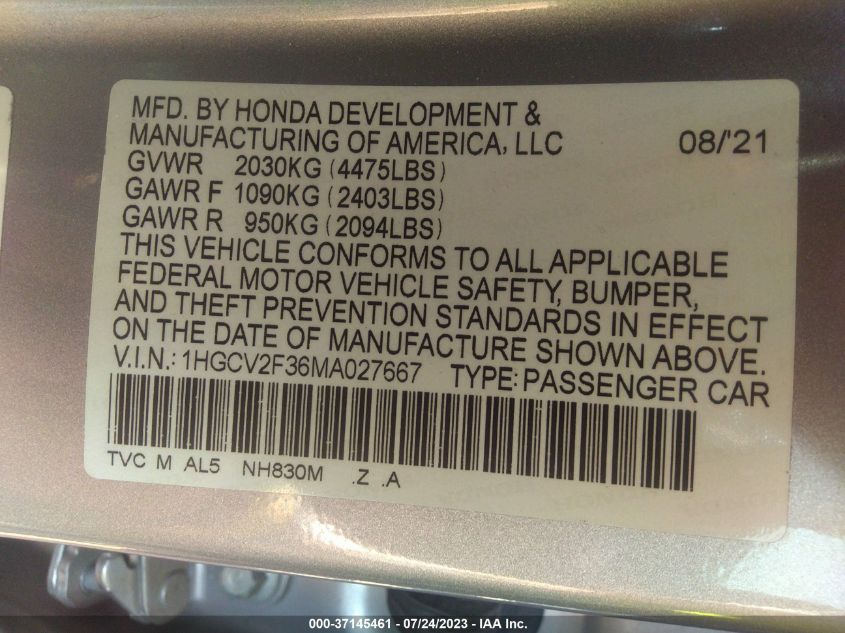 MFD. BY HONDA DEVELOPMENT &
MANUFACTURING OF AMERICA, LLC 08/'21
GVWR 2030KG (4475LBS)
GAWR F 1090KG (2403LBS)
GAWR R 950KG (2094LBS)
THIS VEHICLE CONFORMS TO ALL APPLICABLE
FEDERAL MOTOR VEHICLE SAFETY, BUMPER,
AND THEFT PREVENTION STANDARDS IN EFFECT
ON THE DATE OF MANUFACTURE SHOWN ABOVE.
V.I.N.: 1HGCV2F36MA027667 TYPE: PASSENGER CAR
TVC M AL5 NH830M .Z .A
000-37145461 - 07/24/2023 - IAA Inc.